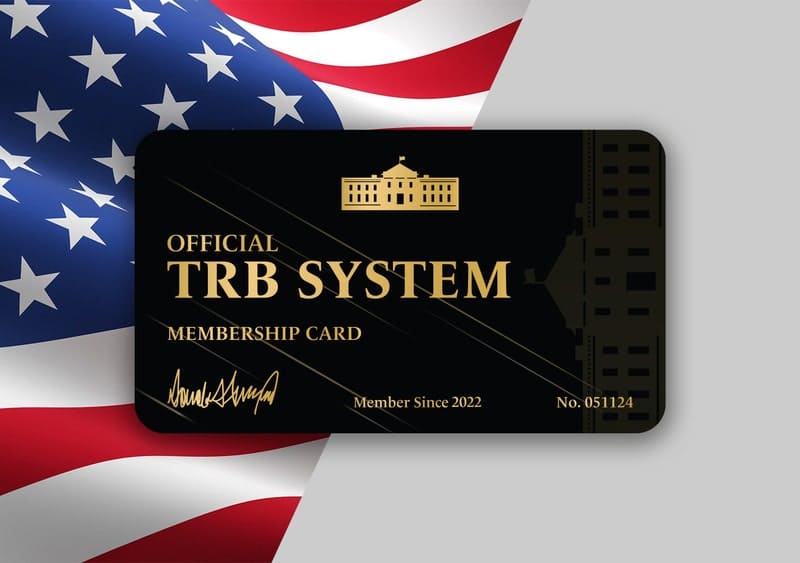 OFFICIAL
TRB SYSTEM
MEMBERSHIP CARD
Member Since 2022
No. 051124